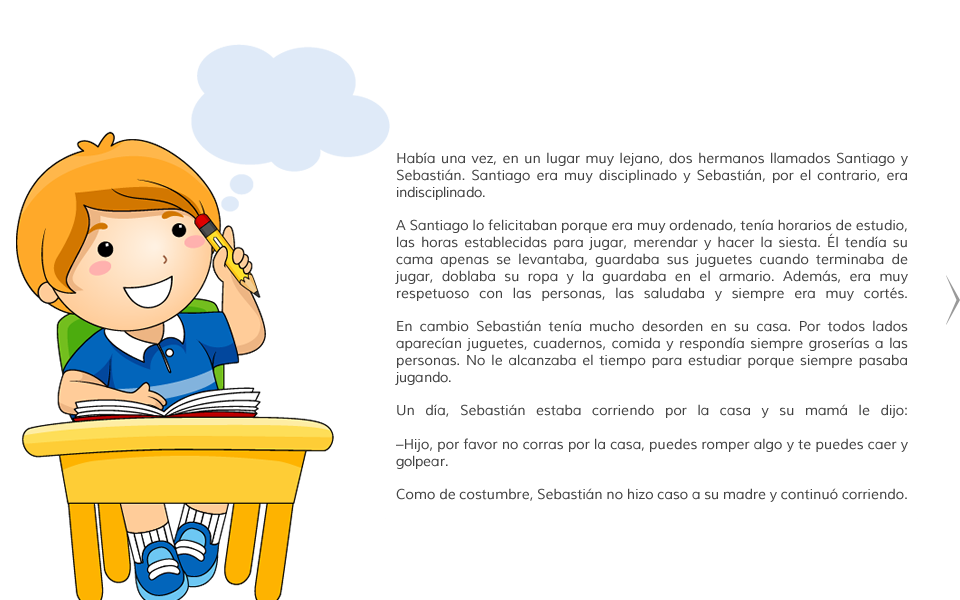 Había una vez, en un lugar muy lejano, dos hermanos llamados Santiago y
Sebastián. Santiago era muy disciplinado y Sebastián, por el contrario, era
indisciplinado.
A Santiago lo felicitaban porque era muy ordenado, tenía horarios de estudio,
las horas establecidas para jugar, merendar y hacer la siesta. Él tendía su
cama apenas se levantaba, guardaba sus juguetes cuando terminaba de
jugar, doblaba su ropa y la guardaba en el armario. Además, era muy
respetuoso con las personas, las saludaba y siempre era muy cortés.
En cambio Sebastián tenía mucho desorden en su casa. Por todos lados
aparecían juguetes, cuadernos, comida y respondía siempre groserías a las
personas. No le alcanzaba el tiempo para estudiar porque siempre pasaba
jugando.
Un día, Sebastián estaba corriendo por la casa y su mamá le dijo:
–Hijo, por favor no corras por la casa, puedes romper algo y te puedes caer y
golpear.
Como de costumbre, Sebastián no hizo caso a su madre y continuó corriendo.